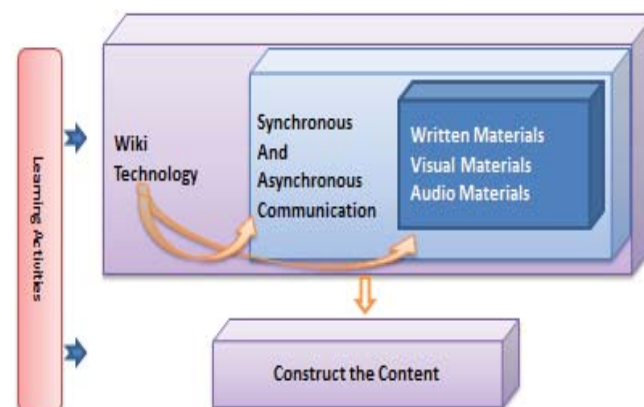 Learning Activities
Wiki
Technology
Synchronous
And
Asynchronous
Communication
Written Materials
Visual Materials
Audio Materials
Construct the Content